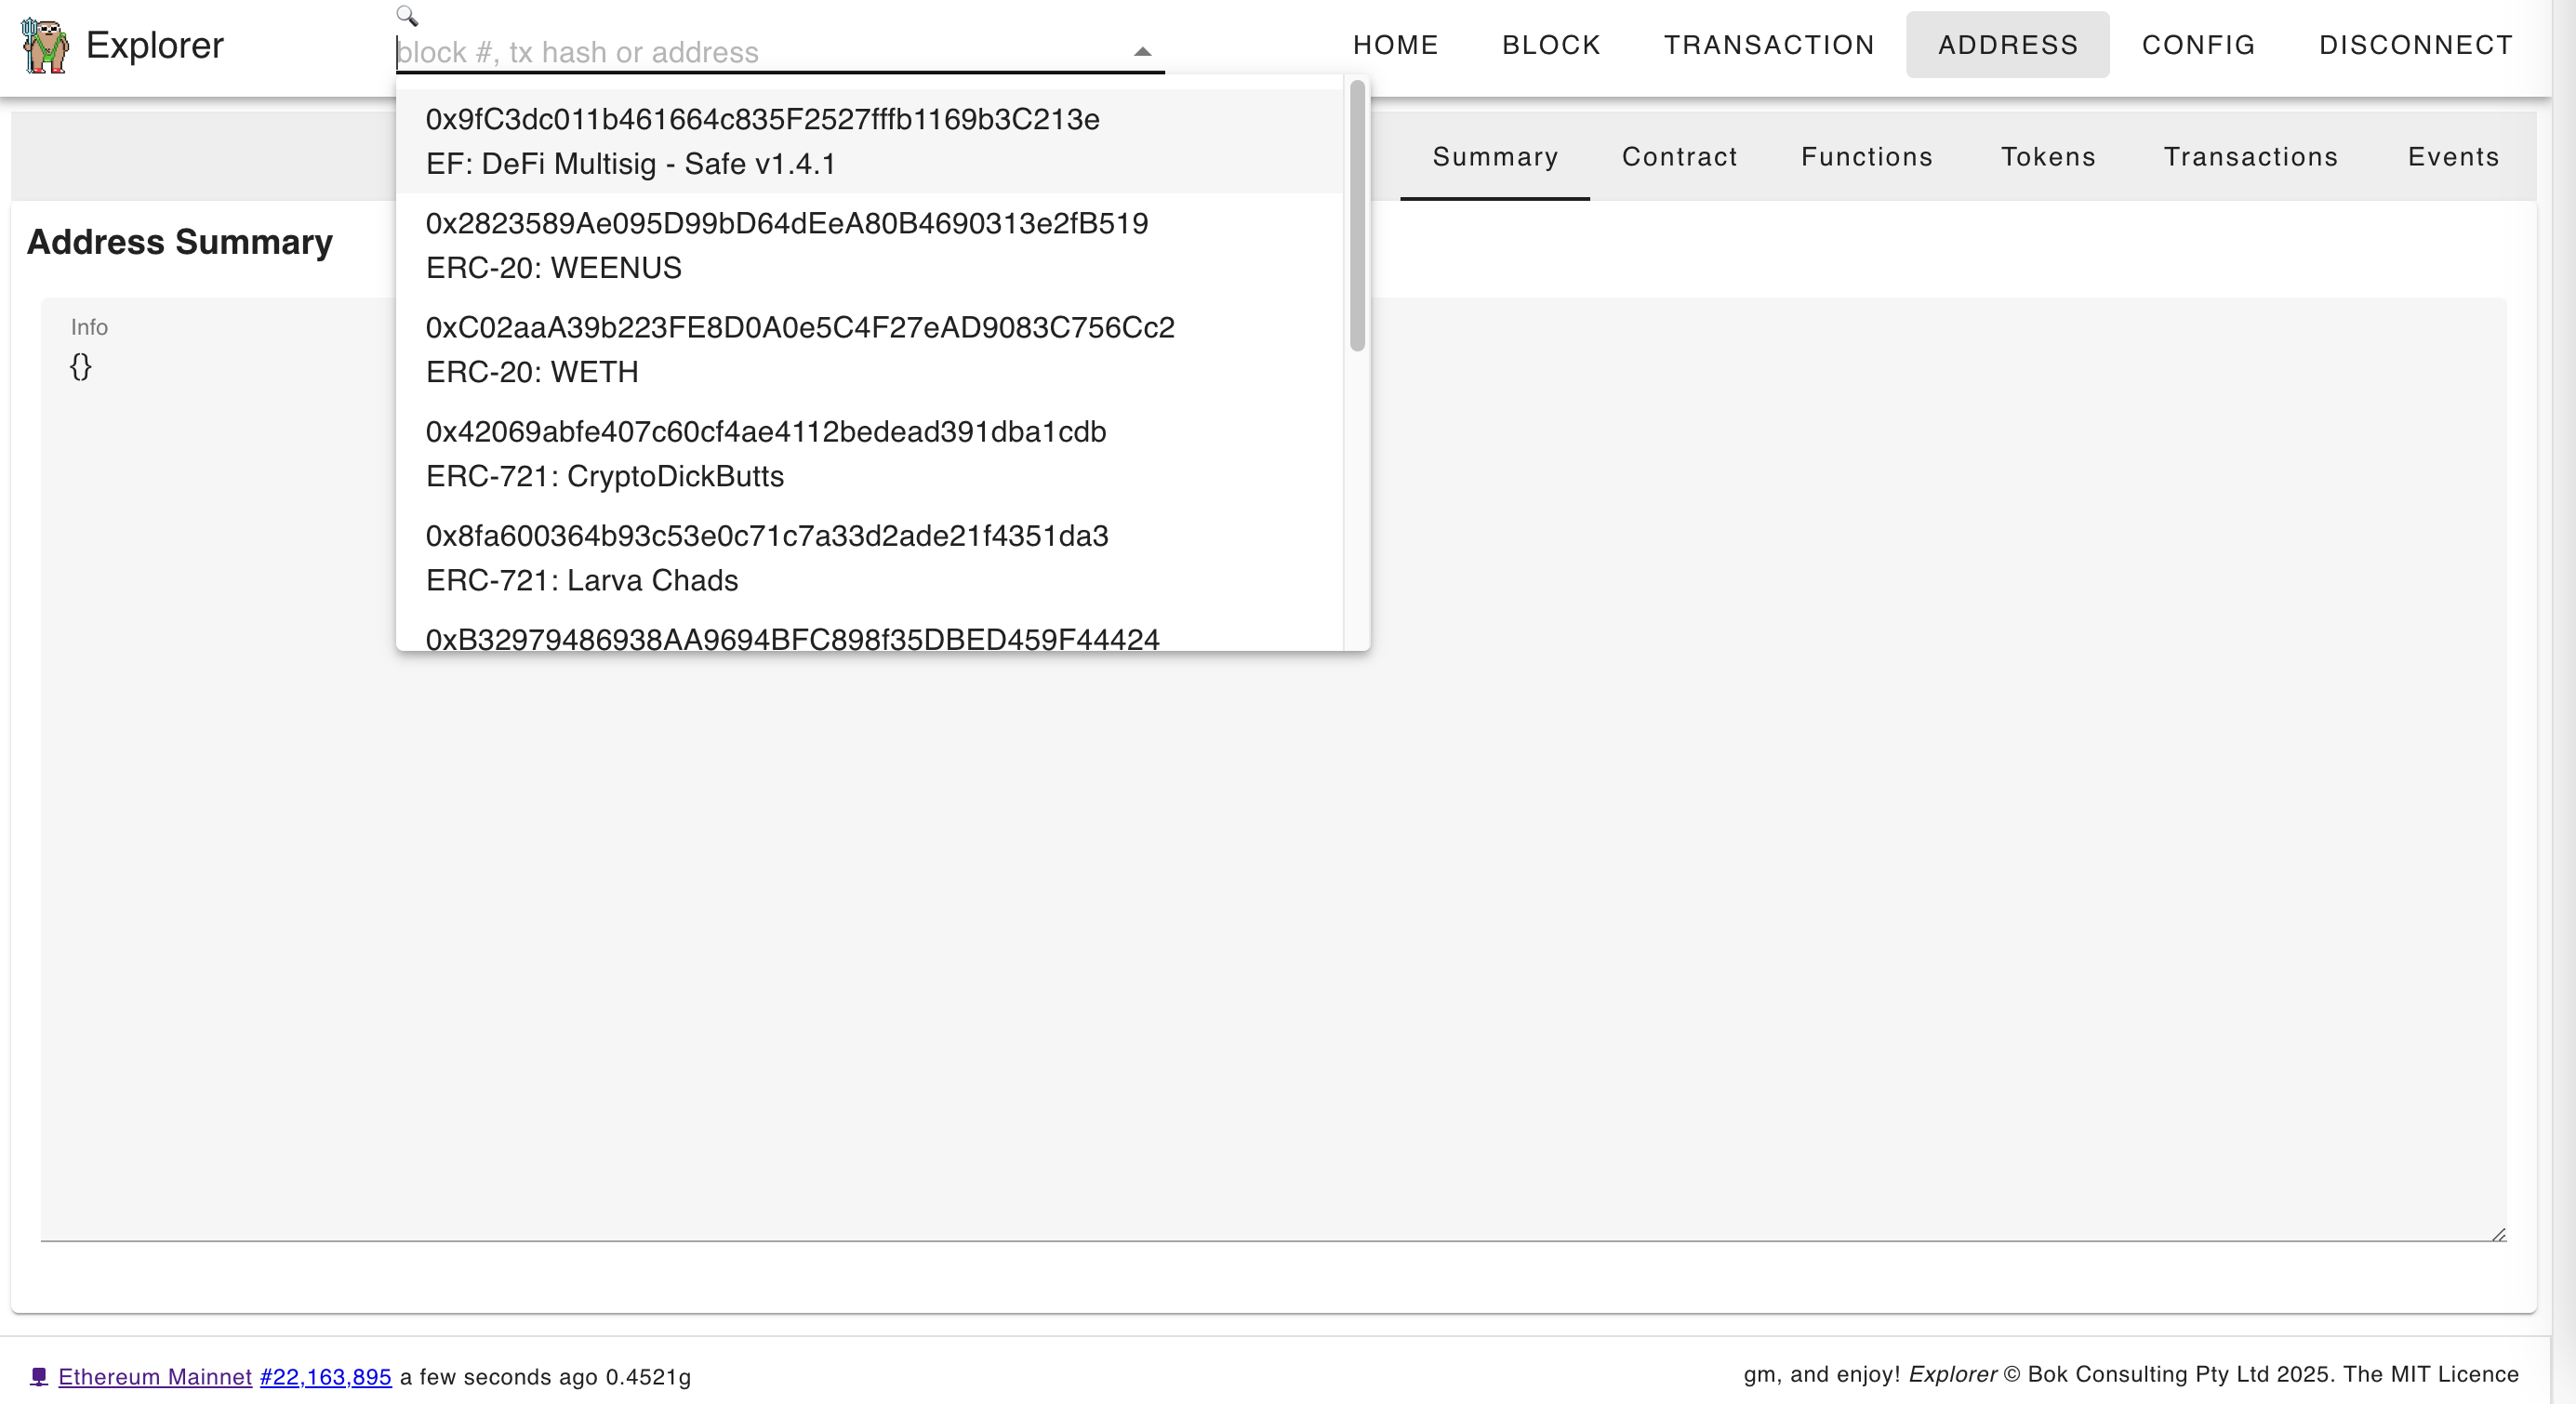 Explorer
block #, tx hash or address
HOME BLOCK TRANSACTION ADDRESS CONFIG DISCONNECT
0x9fC3dc011b461664c835F2527fffb1169b3C213e
EF: DeFi Multisig - Safe v1.4.1
0x2823589Ae095D99bD64dEeA80B4690313e2fB519
ERC-20: WEENUS
0xC02aaA39b223FE8D0A0e5C4F27eAD9083C756Cc2
ERC-20: WETH
0x42069abfe407c60cf4ae4112bedead391dba1cdb
ERC-721: CryptoDickButts
0x8fa600364b93c53e0c71c7a33d2ade21f4351da3
ERC-721: Larva Chads
0xB32979486938AA9694BFC898f35DBED459F44424
Summary Contract Functions Tokens Transactions Events
Address Summary
Info
{}
Ethereum Mainnet #22,163,895 a few seconds ago 0.4521g
gm, and enjoy! Explorer © Bok Consulting Pty Ltd 2025. The MIT Licence